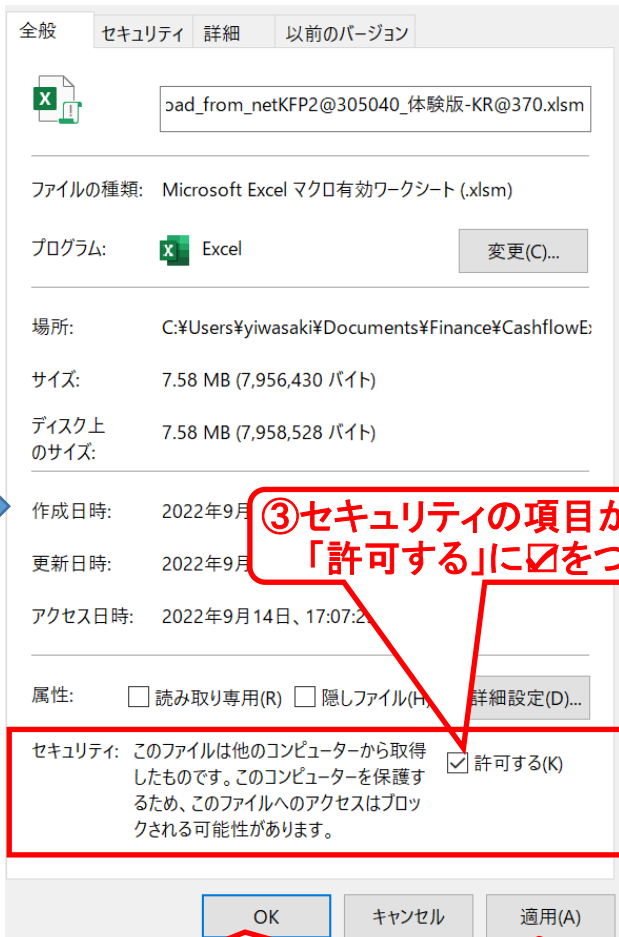 全般 セキュリティ 詳細 以前のバージョン
oad_from_netKFP2@305040_体験版-KR@370.xlsm
ファイルの種類: Microsoft Excel マクロ有効ワークシート (.xlsm)
プログラム: Excel 変更(C)...
場所: C:¥Users¥yiwasaki¥Documents¥Finance¥CashflowE
サイズ: 7.58 MB (7,956,430 バイト)
ディスク上
のサイズ: 7.58 MB (7,958,528 バイト)
作成日時: 2022年9月
③セキュリティの項目が
「許可する」に☑をつ
更新日時: 2022年9月
アクセス日時: 2022年9月14日、17:07:2
属性: 読み取り専用(R) 隠しファイル(H) 詳細設定(D)...
セキュリティ: このファイルは他のコンピューターから取得
したものです。このコンピューターを保護す
るため、このファイルへのアクセスはブロッ
クされる可能性があります。
許可する(K)
OK キャンセル 適用(A)